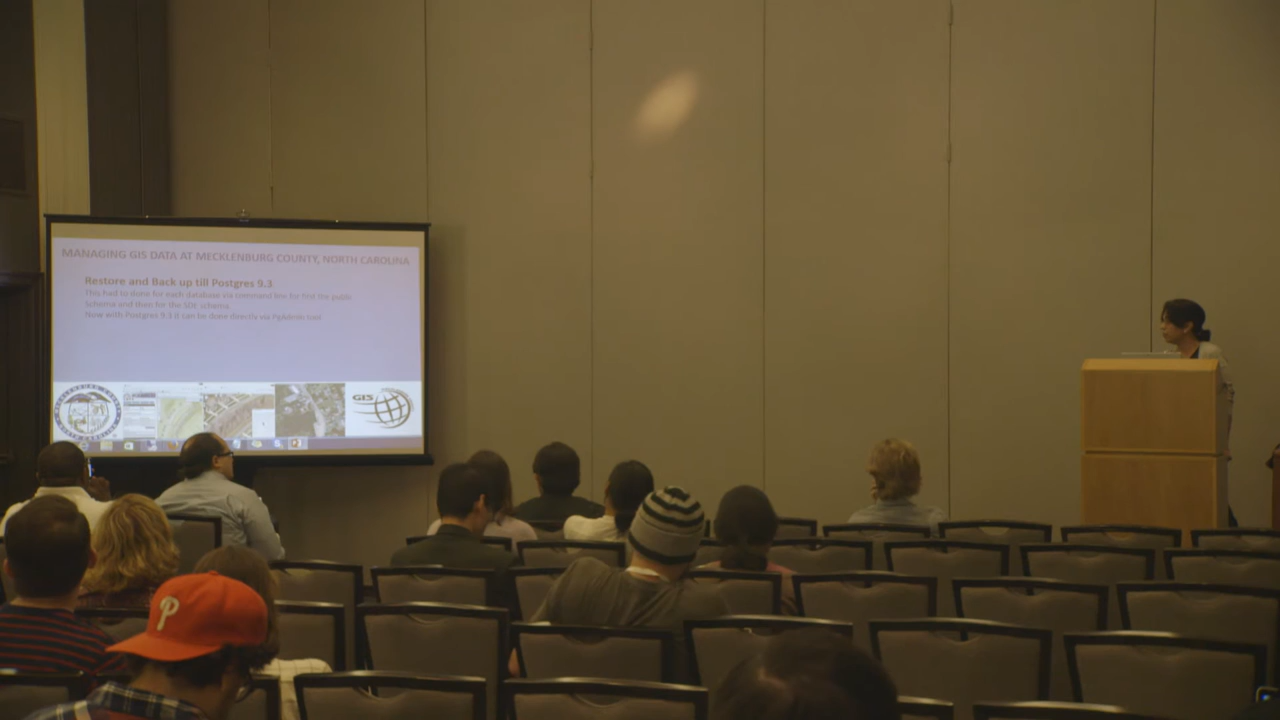 MANAGING GIS DATA AT MECKLENBURG COUNTY, NORTH CAROLINA
Restore and Back up till Postgres 9.3
This had to done for each database via command line for first the public
schema and then for the SDE schema.
Now with Postgres 9.3 it can be done directly via PgAdmin tool
GIS
P